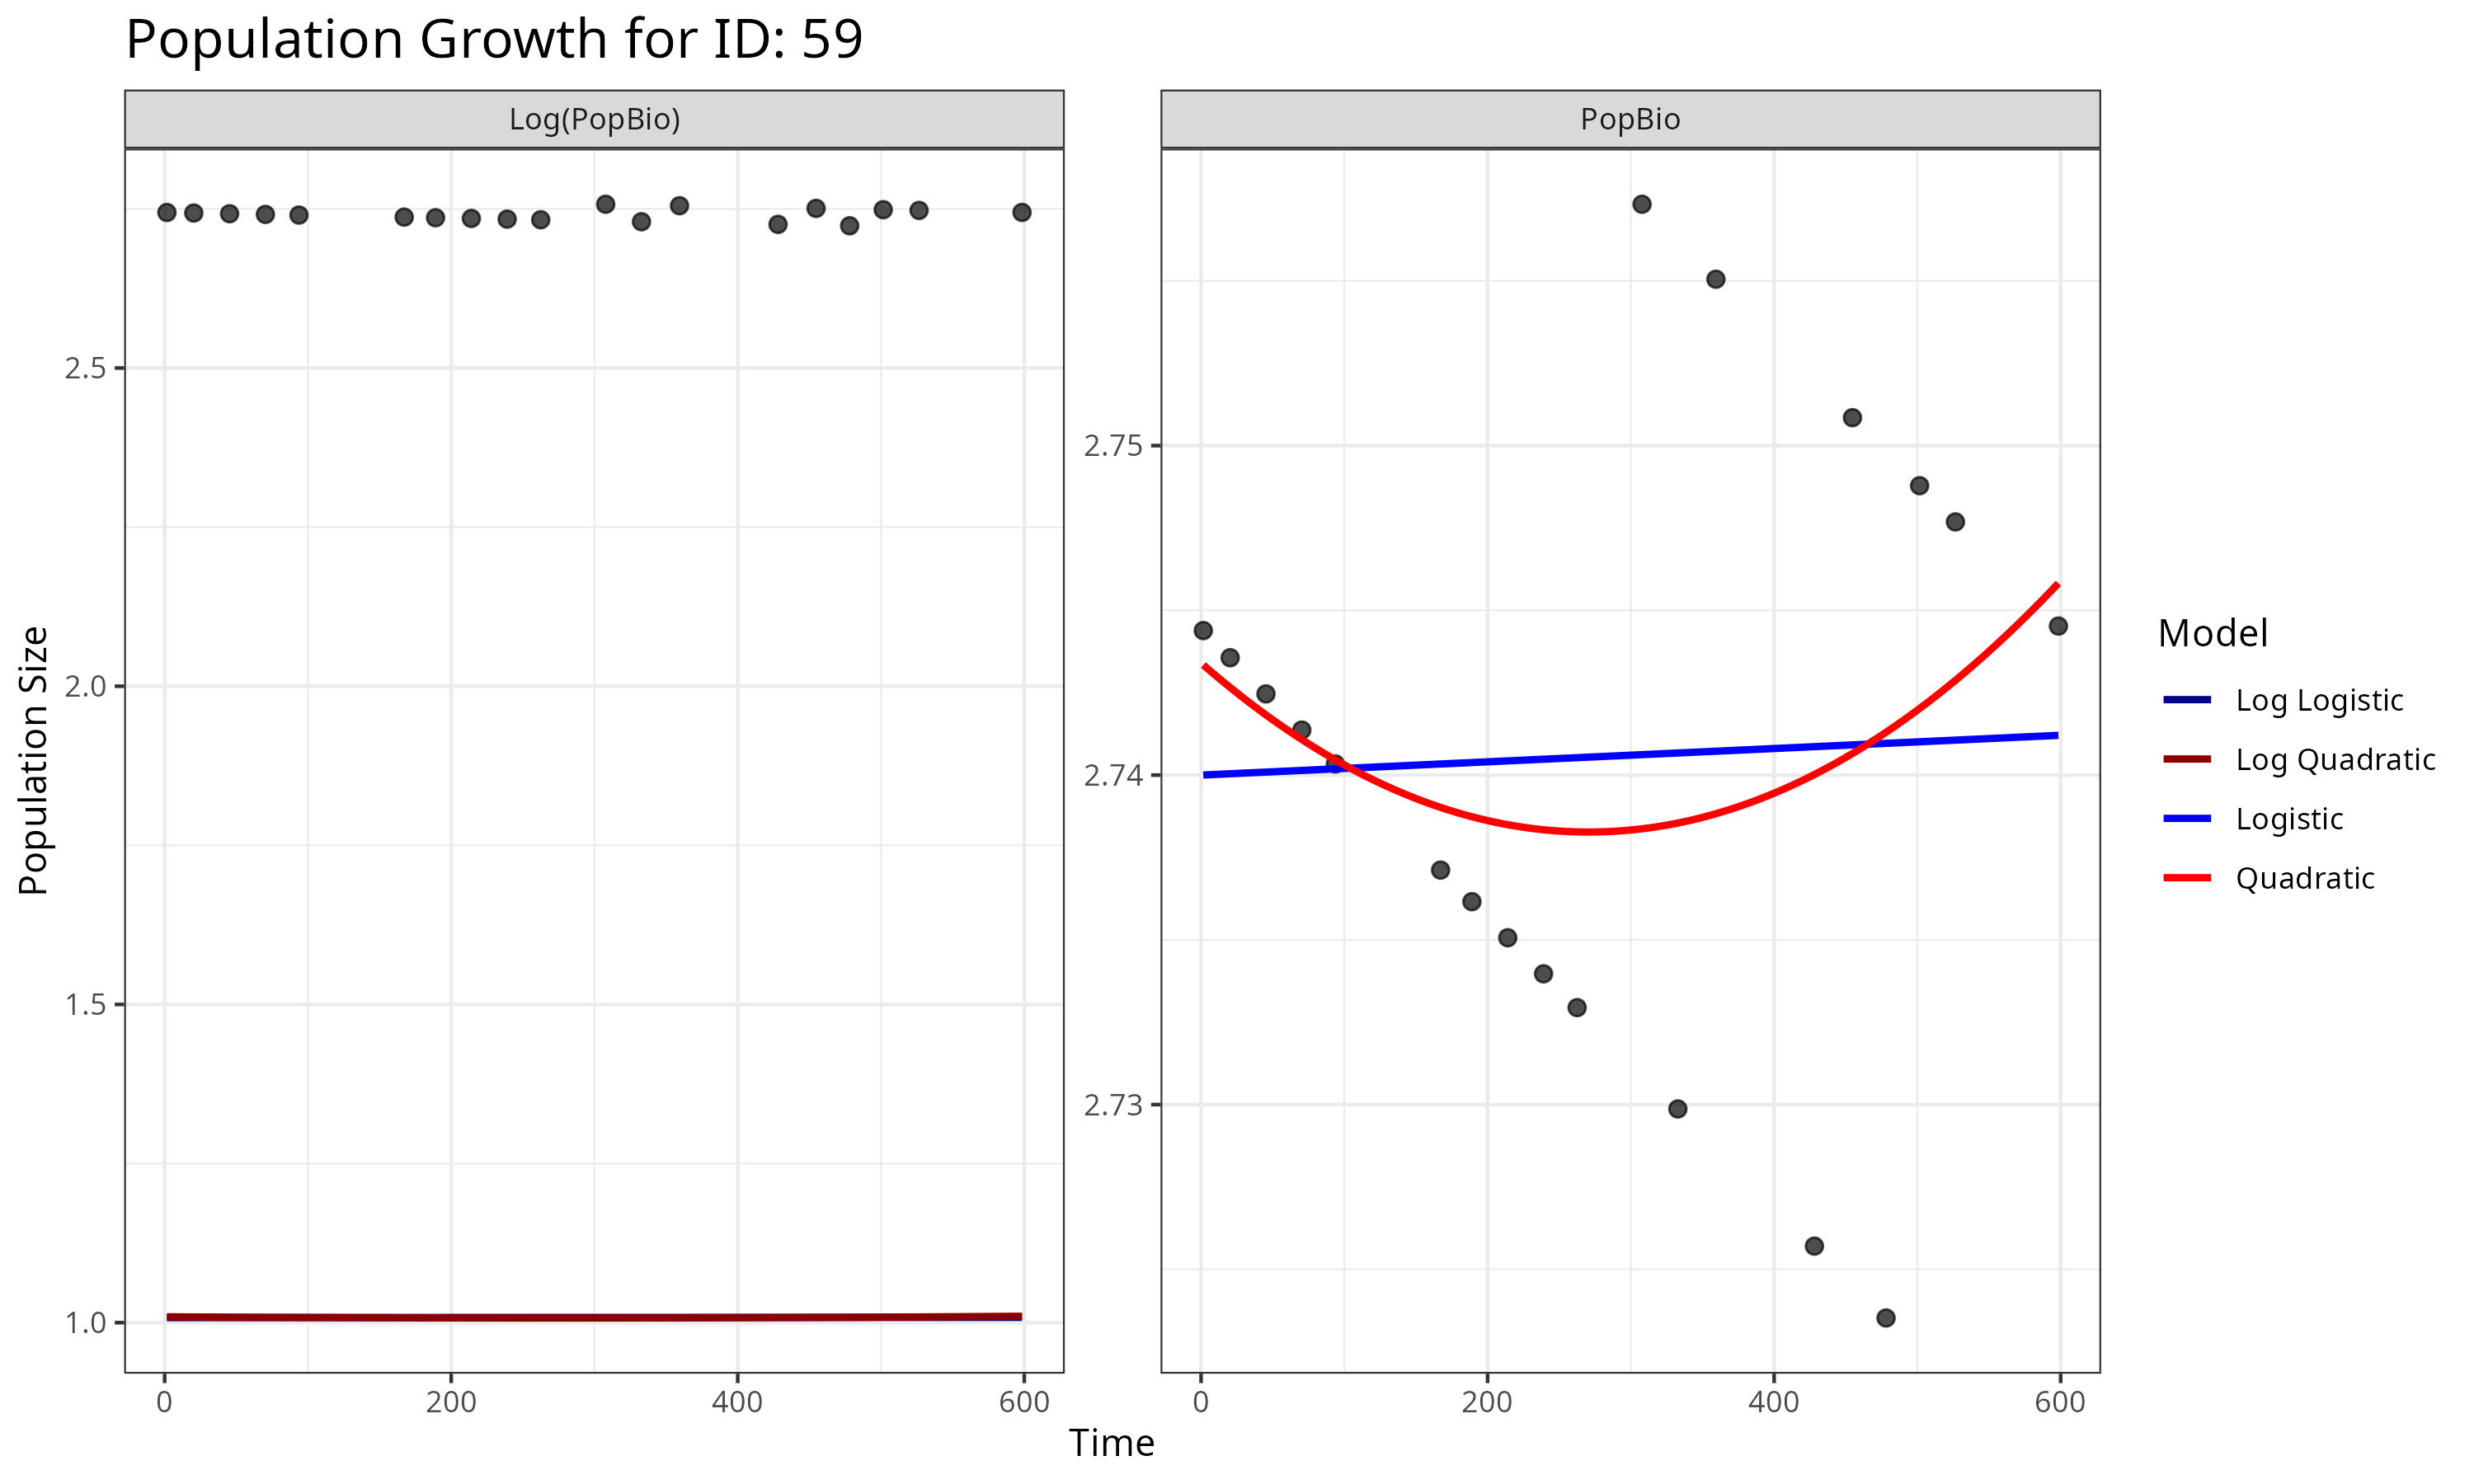 Population Growth for ID: 59
Log(PopBio)
PopBio
Population Size
2.5
2.0
1.5
1.0
2.75
2.74
2.73
0 200 400 600
0 200 400 600
Time
Model
Log Logistic
Log Quadratic
Logistic
Quadratic